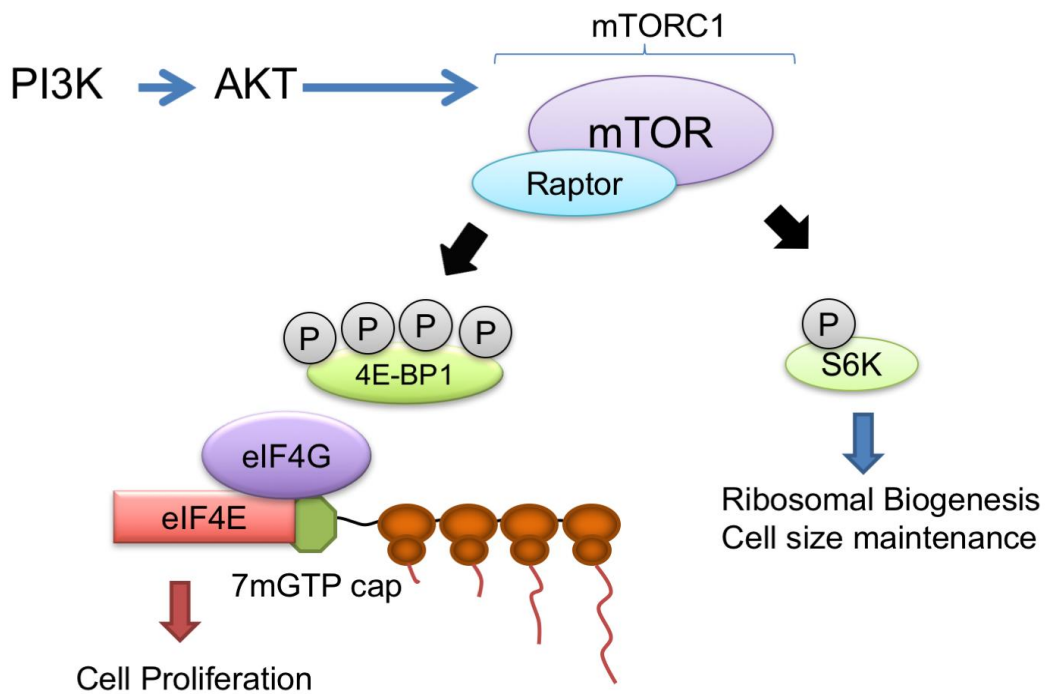 mTORC1
PI3K
AKT
mTOR
Raptor
P
P
P
P
4E-BP1
P
S6K
eIF4G
eIF4E
7mGTP cap
Ribosomal Biogenesis
Cell size maintenance
Cell Proliferation